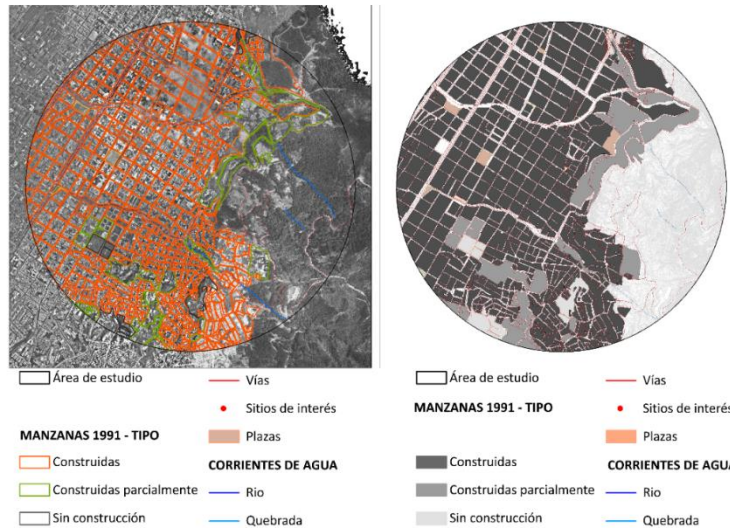 Área de estudio
Vías
Sitios de interés
MANZANAS 1991 - TIPO
Plazas
Construidas
CORRIENTES DE AGUA
Construidas parcialmente
Rio
Sin construcción
Quebrada
Área de estudio
Vías
MANZANAS 1991 - TIPO
Sitios de interés
Plazas
Construidas
CORRIENTES DE AGUA
Construidas parcialmente
Rio
Sin construcción
Quebrada